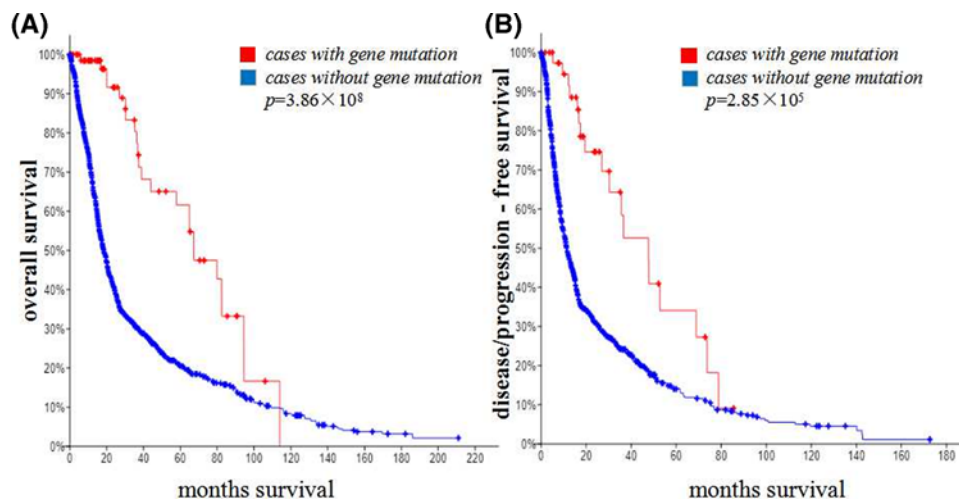 (A)
cases with gene mutation
cases without gene mutation
p=3.86×10⁸
overall survival
100%
90%
80%
70%
60%
50%
40%
30%
20%
10%
0%
0 20 40 60 80 100 120 140 160 180 200 220
months survival
(B)
cases with gene mutation
cases without gene mutation
p=2.85×10⁵
disease/progression - free survival
100%
90%
80%
70%
60%
50%
40%
30%
20%
10%
0%
0 20 40 60 80 100 120 140 160 180
months survival